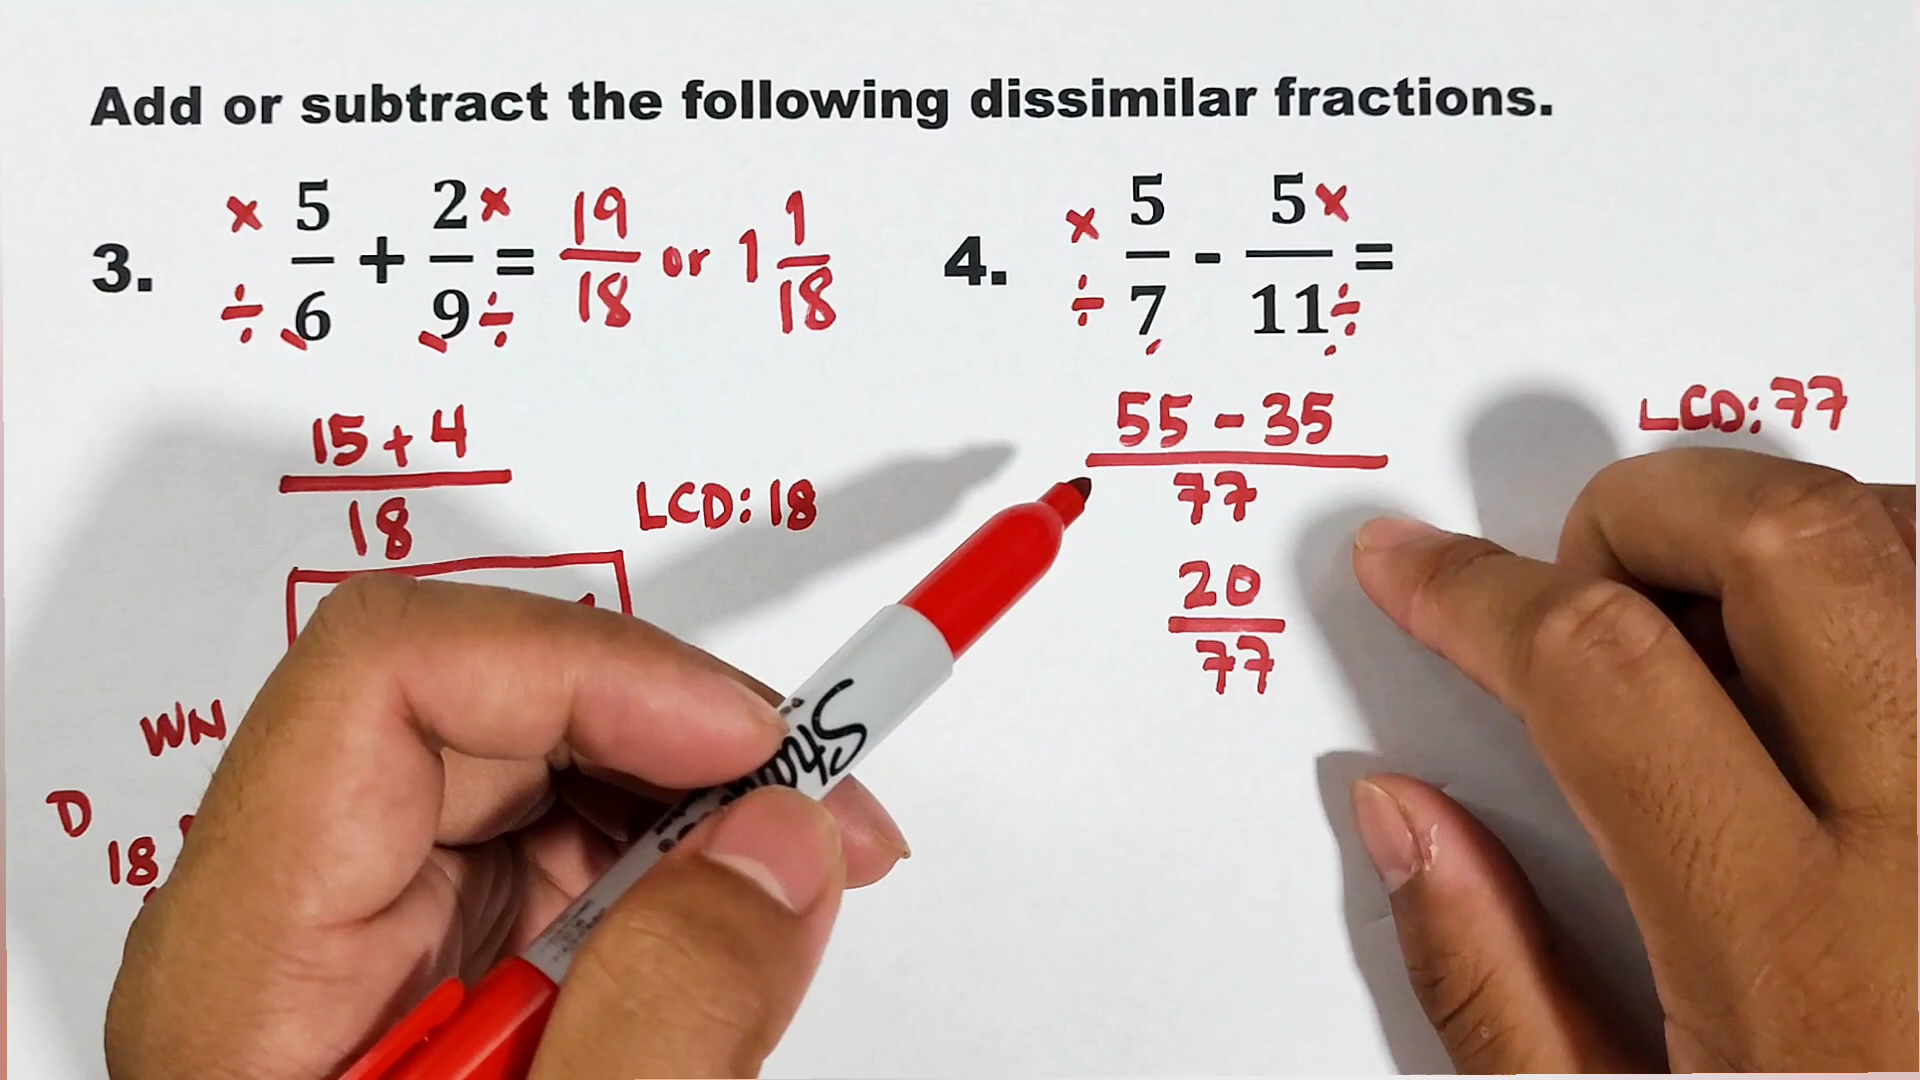 Add or subtract the following dissimilar fractions.
3. × 5/6 ÷ + 2/9 × ÷ = 19/18 or 1 1/18
15 + 4
18
LCD: 18
WN
D
18
4. × 5/7 ÷ - 5/11 × ÷ =
55 - 35
77
LCD: 77
20
77